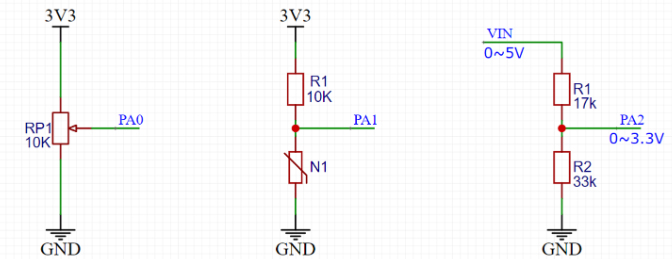 3V3
RP1
10K
PA0
GND
3V3
R1
10K
PA1
N1
GND
VIN
0~5V
R1
17k
PA2
0~3.3V
R2
33k
GND